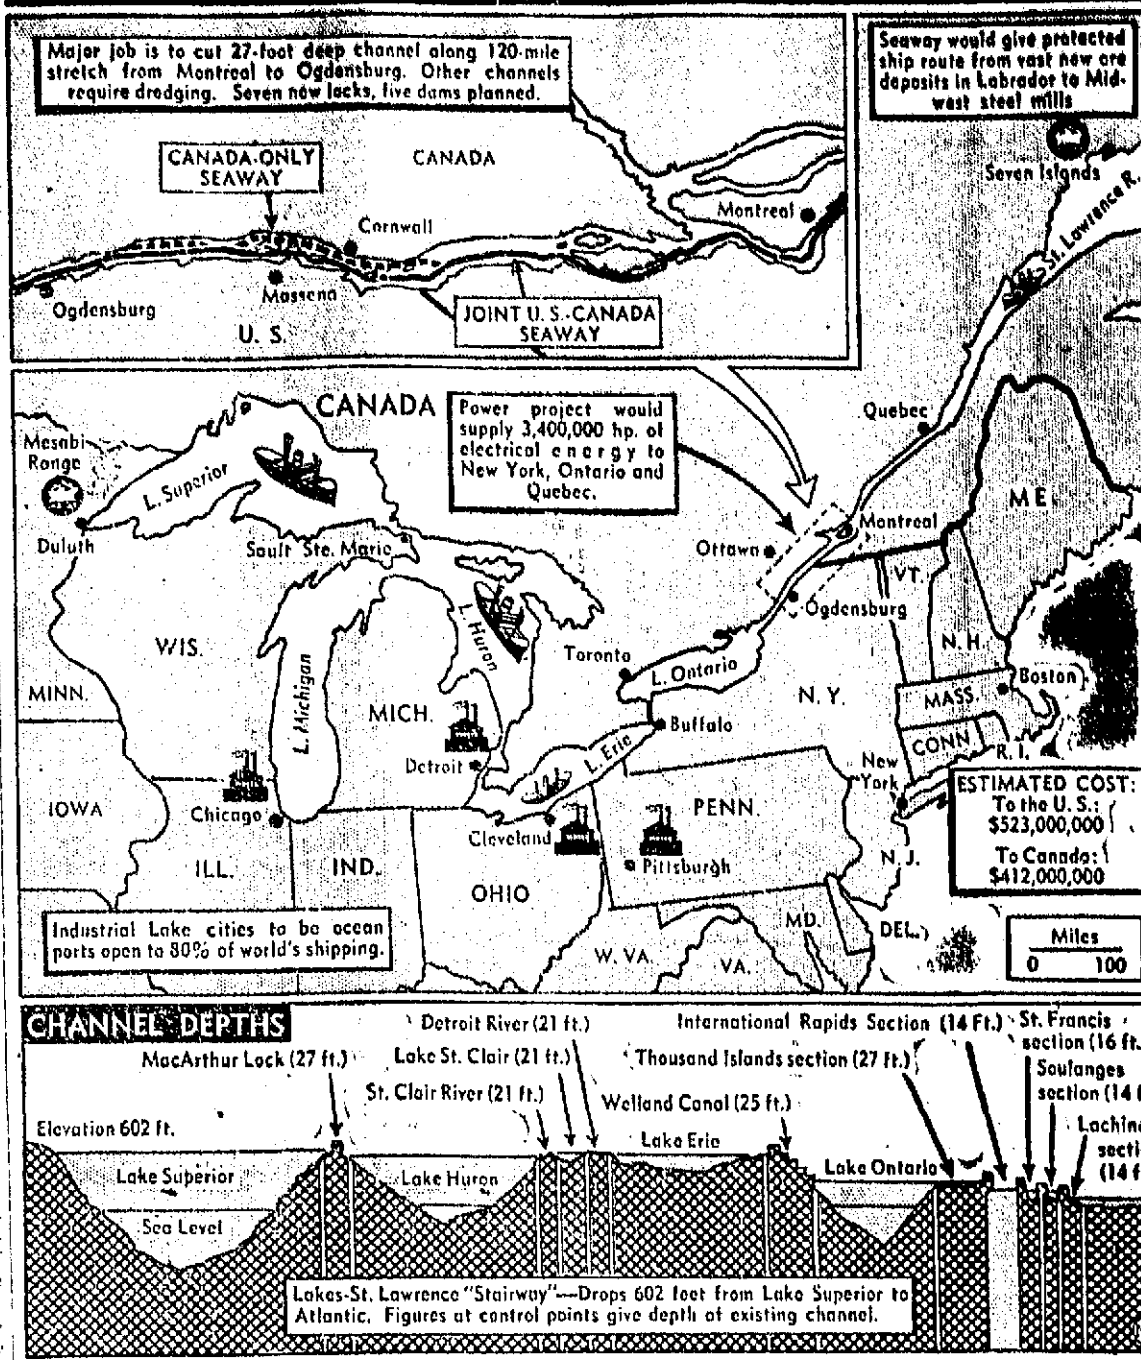 Major job is to cut 27-foot deep channel along 120-mile
stretch from Montreal to Ogdensburg. Other channels
require dredging. Seven new locks, five dams planned.
Seaway would give protected
ship route from vast new ore
deposits in Labrador to Mid-
west steel mills
CANADA-ONLY
SEAWAY
CANADA
Seven Islands
St. Lawrence R.
Montreal
Cornwall
Ogdensburg
Massena
U. S.
JOINT U.S.-CANADA
SEAWAY
CANADA
Power project would
supply 3,400,000 hp. of
electrical energy to
New York, Ontario and
Quebec.
Quebec
Mesabi
Range
L. Superior
Duluth
Sault Ste. Marie
ME.
Montreal
Ottawa
VT.
Ogdensburg
L. Huron
N. H.
WIS.
Toronto
L. Ontario
Boston
MINN.
L. Michigan
MICH.
N. Y.
MASS.
Buffalo
CONN
R. I.
Detroit
L. Erie
New
York
IOWA
Chicago
Cleveland
PENN.
ESTIMATED COST:
To the U. S.:
$523,000,000
To Canada:
$412,000,000
ILL.
IND.
OHIO
Pittsburgh
N. J.
Industrial Lake cities to be ocean
ports open to 80% of world's shipping.
W. VA.
VA.
MD.
DEL.
Miles
0 100
CHANNEL DEPTHS
Detroit River (21 ft.)
International Rapids Section (14 Ft.)
St. Francis
section (16 ft.
MacArthur Lock (27 ft.)
Lake St. Clair (21 ft.)
Thousand Islands section (27 ft.)
Soulanges
section (14 f
St. Clair River (21 ft.)
Welland Canal (25 ft.)
Lachine
secti
(14 f
Elevation 602 ft.
Lake Erie
Lake Superior
Lake Huron
Lake Ontario
Sea Level
Lakes-St. Lawrence "Stairway"—Drops 602 feet from Lake Superior to
Atlantic. Figures at control points give depth of existing channel.